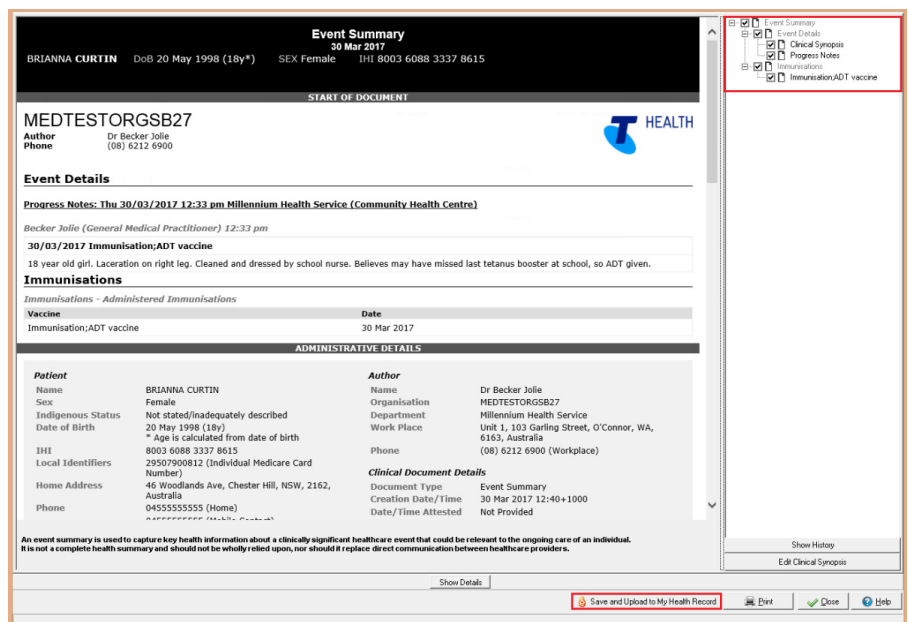 Event Summary
30 Mar 2017
BRIANNA CURTIN DoB 20 May 1998 (18y*) SEX Female IHI 8003 6088 3337 8615
START OF DOCUMENT
MEDTESTORGSB27
Author Dr Becker Jolie
Phone (08) 6212 6900
T HEALTH
Event Details
Progress Notes: Thu 30/03/2017 12:33 pm Millennium Health Service (Community Health Centre)
Becker Jolie (General Medical Practitioner) 12:33 pm
30/03/2017 Immunisation;ADT vaccine
18 year old girl. Laceration on right leg. Cleaned and dressed by school nurse. Believes may have missed last tetanus booster at school, so ADT given.
Immunisations
Immunisations - Administered Immunisations
Vaccine Date
Immunisation;ADT vaccine 30 Mar 2017
ADMINISTRATIVE DETAILS
Patient
Name BRIANNA CURTIN
Sex Female
Indigenous Status Not stated/inadequately described
Date of Birth 20 May 1998 (18y)
* Age is calculated from date of birth
IHI 8003 6088 3337 8615
Local Identifiers 29507900812 (Individual Medicare Card
Number)
Home Address 46 Woodlands Ave, Chester Hill, NSW, 2162,
Australia
Phone 04555555555 (Home)
04555555555 (Mobile Contact)
Author
Name Dr Becker Jolie
Organisation MEDTESTORGSB27
Department Millennium Health Service
Work Place Unit 1, 103 Garling Street, O'Connor, WA,
6163, Australia
Phone (08) 6212 6900 (Workplace)
Clinical Document Details
Document Type Event Summary
Creation Date/Time 30 Mar 2017 12:40+1000
Date/Time Attested Not Provided
An event summary is used to capture key health information about a clinically significant healthcare event that could be relevant to the ongoing care of an individual.
It is not a complete health summary and should not be wholly relied upon, nor should it replace direct communication between healthcare providers.
Event Summary
Event Details
Clinical Synopsis
Progress Notes
Immunisations
Immunisation;ADT vaccine
Show History
Edit Clinical Synopsis
Show Details
Save and Upload to My Health Record
Print
Close
Help